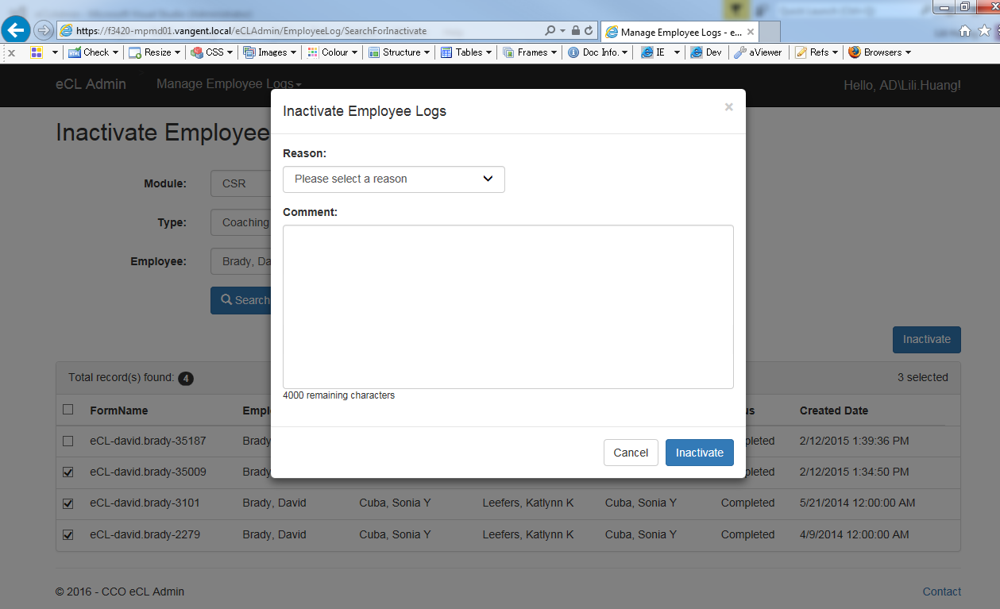 https://f3420-mpmd01.vangent.local/eCLAdmin/EmployeeLog/SearchForInactivate
Manage Employee Logs - e...
Check Resize CSS Images Colour Structure Tables Frames Doc Info. IE Dev aViewer Refs Browsers
eCL Admin Manage Employee Logs Hello, AD\Lili.Huang!
Inactivate Employee Logs ×
Inactivate Employee
Reason:
Module: CSR
Please select a reason
Type: Coaching
Comment:
Employee: Brady, Da
Search
Inactivate
Total record(s) found: 4 3 selected
4000 remaining characters
FormName Created Date
eCL-david.brady-35187 Brady 2/12/2015 1:39:36 PM
Cancel Inactivate
eCL-david.brady-35009 Brady 2/12/2015 1:34:50 PM
eCL-david.brady-3101 Brady, David Cuba, Sonia Y Leefers, Katlynn K Cuba, Sonia Y Completed 5/21/2014 12:00:00 AM
eCL-david.brady-2279 Brady, David Cuba, Sonia Y Leefers, Katlynn K Cuba, Sonia Y Completed 4/9/2014 12:00:00 AM
© 2016 - CCO eCL Admin Contact